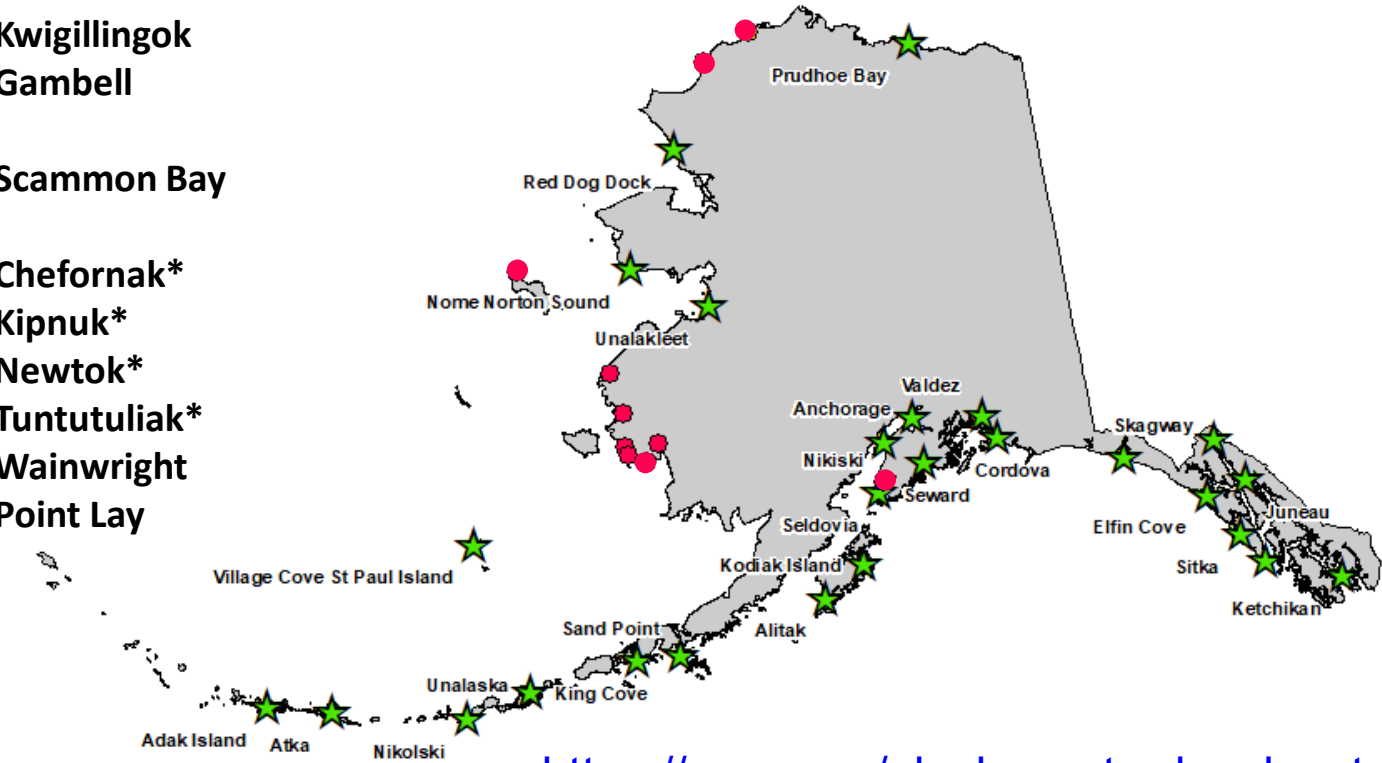 Kwigillingok
Gambell
Scammon Bay
Chefornak*
Kipnuk*
Newtok*
Tuntutuliak*
Wainwright
Point Lay
Prudhoe Bay
Red Dog Dock
Nome Norton Sound
Unalakleet
Valdez
Anchorage
Skagway
Nikiski
Cordova
Seward
Seldovia
Elfin Cove
Juneau
Kodiak Island
Sitka
Village Cove St Paul Island
Ketchikan
Sand Point
Alitak
Unalaska
King Cove
Adak Island
Atka
Nikolski